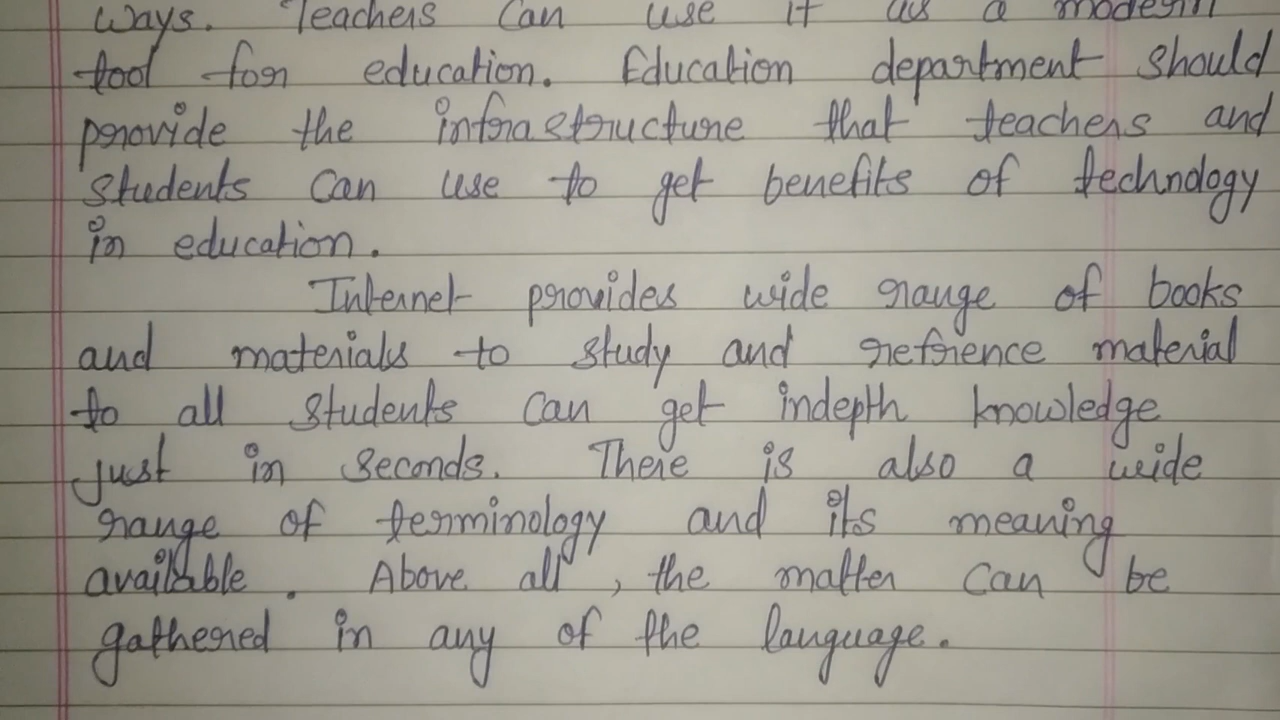 ways. Teachers can use it as a modern
tool for education. Education department should
provide the infrastructure that teachers and
students can use to get benefits of technology
in education.
Internet provides wide range of books
and materials to study and refrence material
to all students can get indepth knowledge
just in seconds. There is also a wide
range of terminology and its meaning
available. Above all, the matter can be
gathered in any of the language.